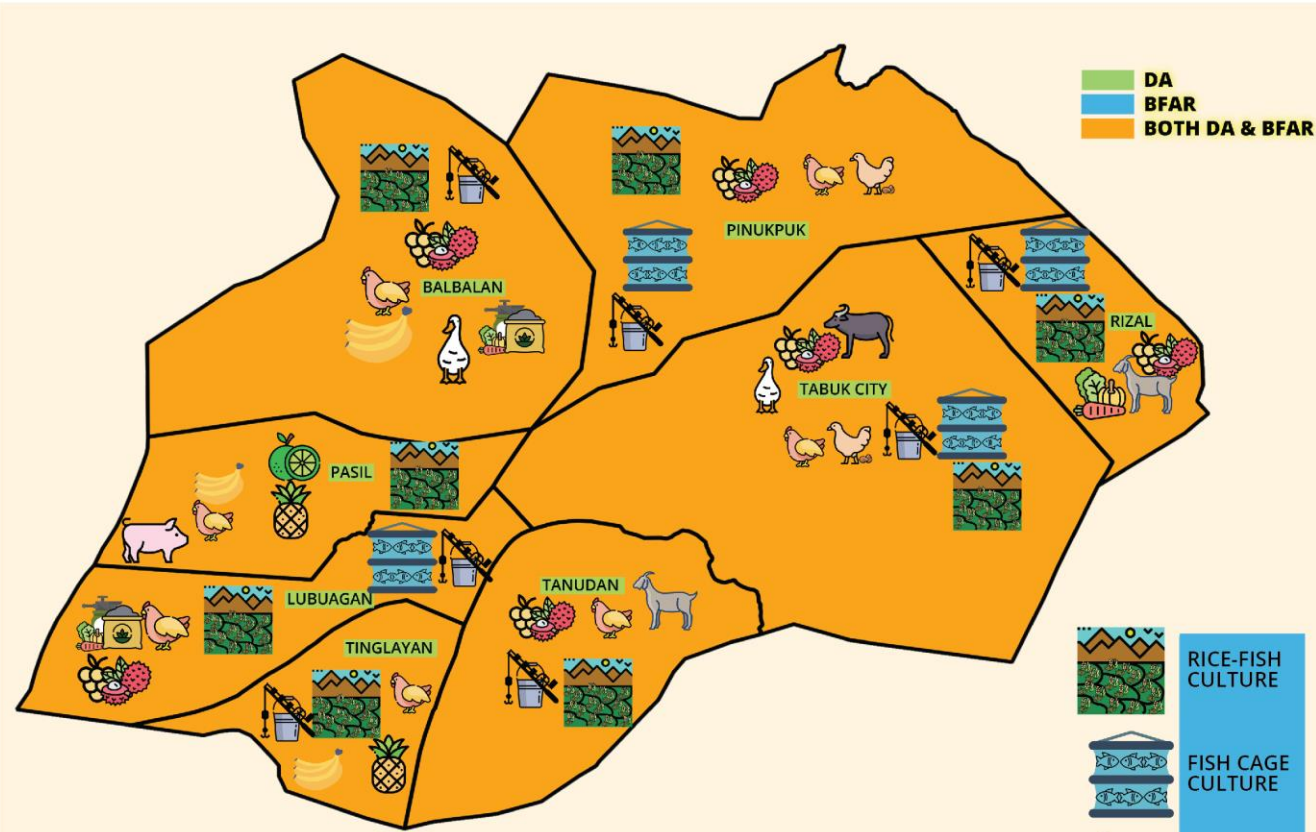 DA
BFAR
BOTH DA & BFAR
PINUKPUK
BALBALAN
RIZAL
TABUK CITY
PASIL
TANUDAN
LUBUAGAN
TINGLAYAN
RICE-FISH
CULTURE
FISH CAGE
CULTURE